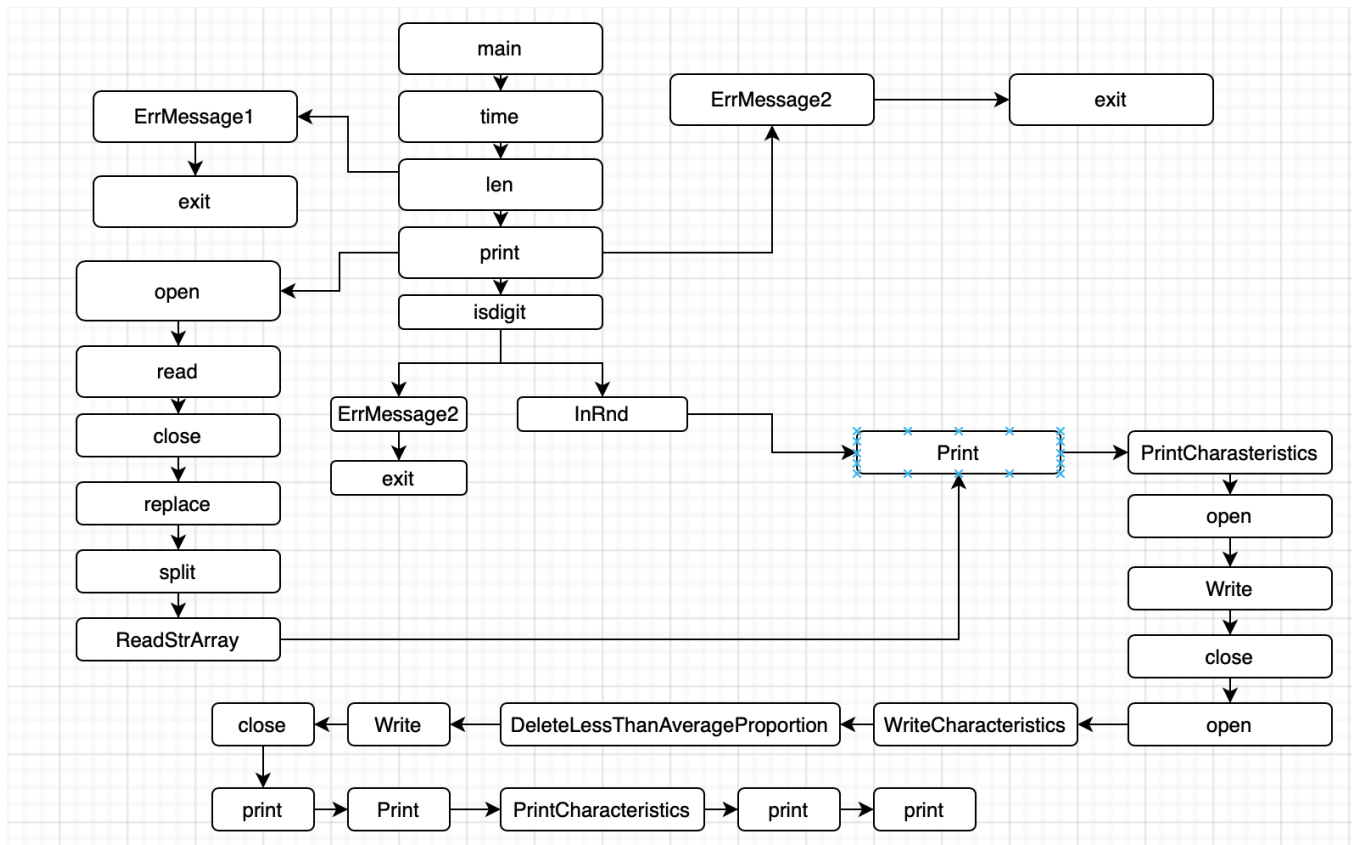 main
ErrMessage2
exit
ErrMessage1
time
len
exit
print
open
isdigit
read
ErrMessage2
InRnd
close
Print
PrintCharasteristics
exit
replace
open
split
Write
ReadStrArray
close
close
Write
DeleteLessThanAverageProportion
WriteCharacteristics
open
print
Print
PrintCharacteristics
print
print